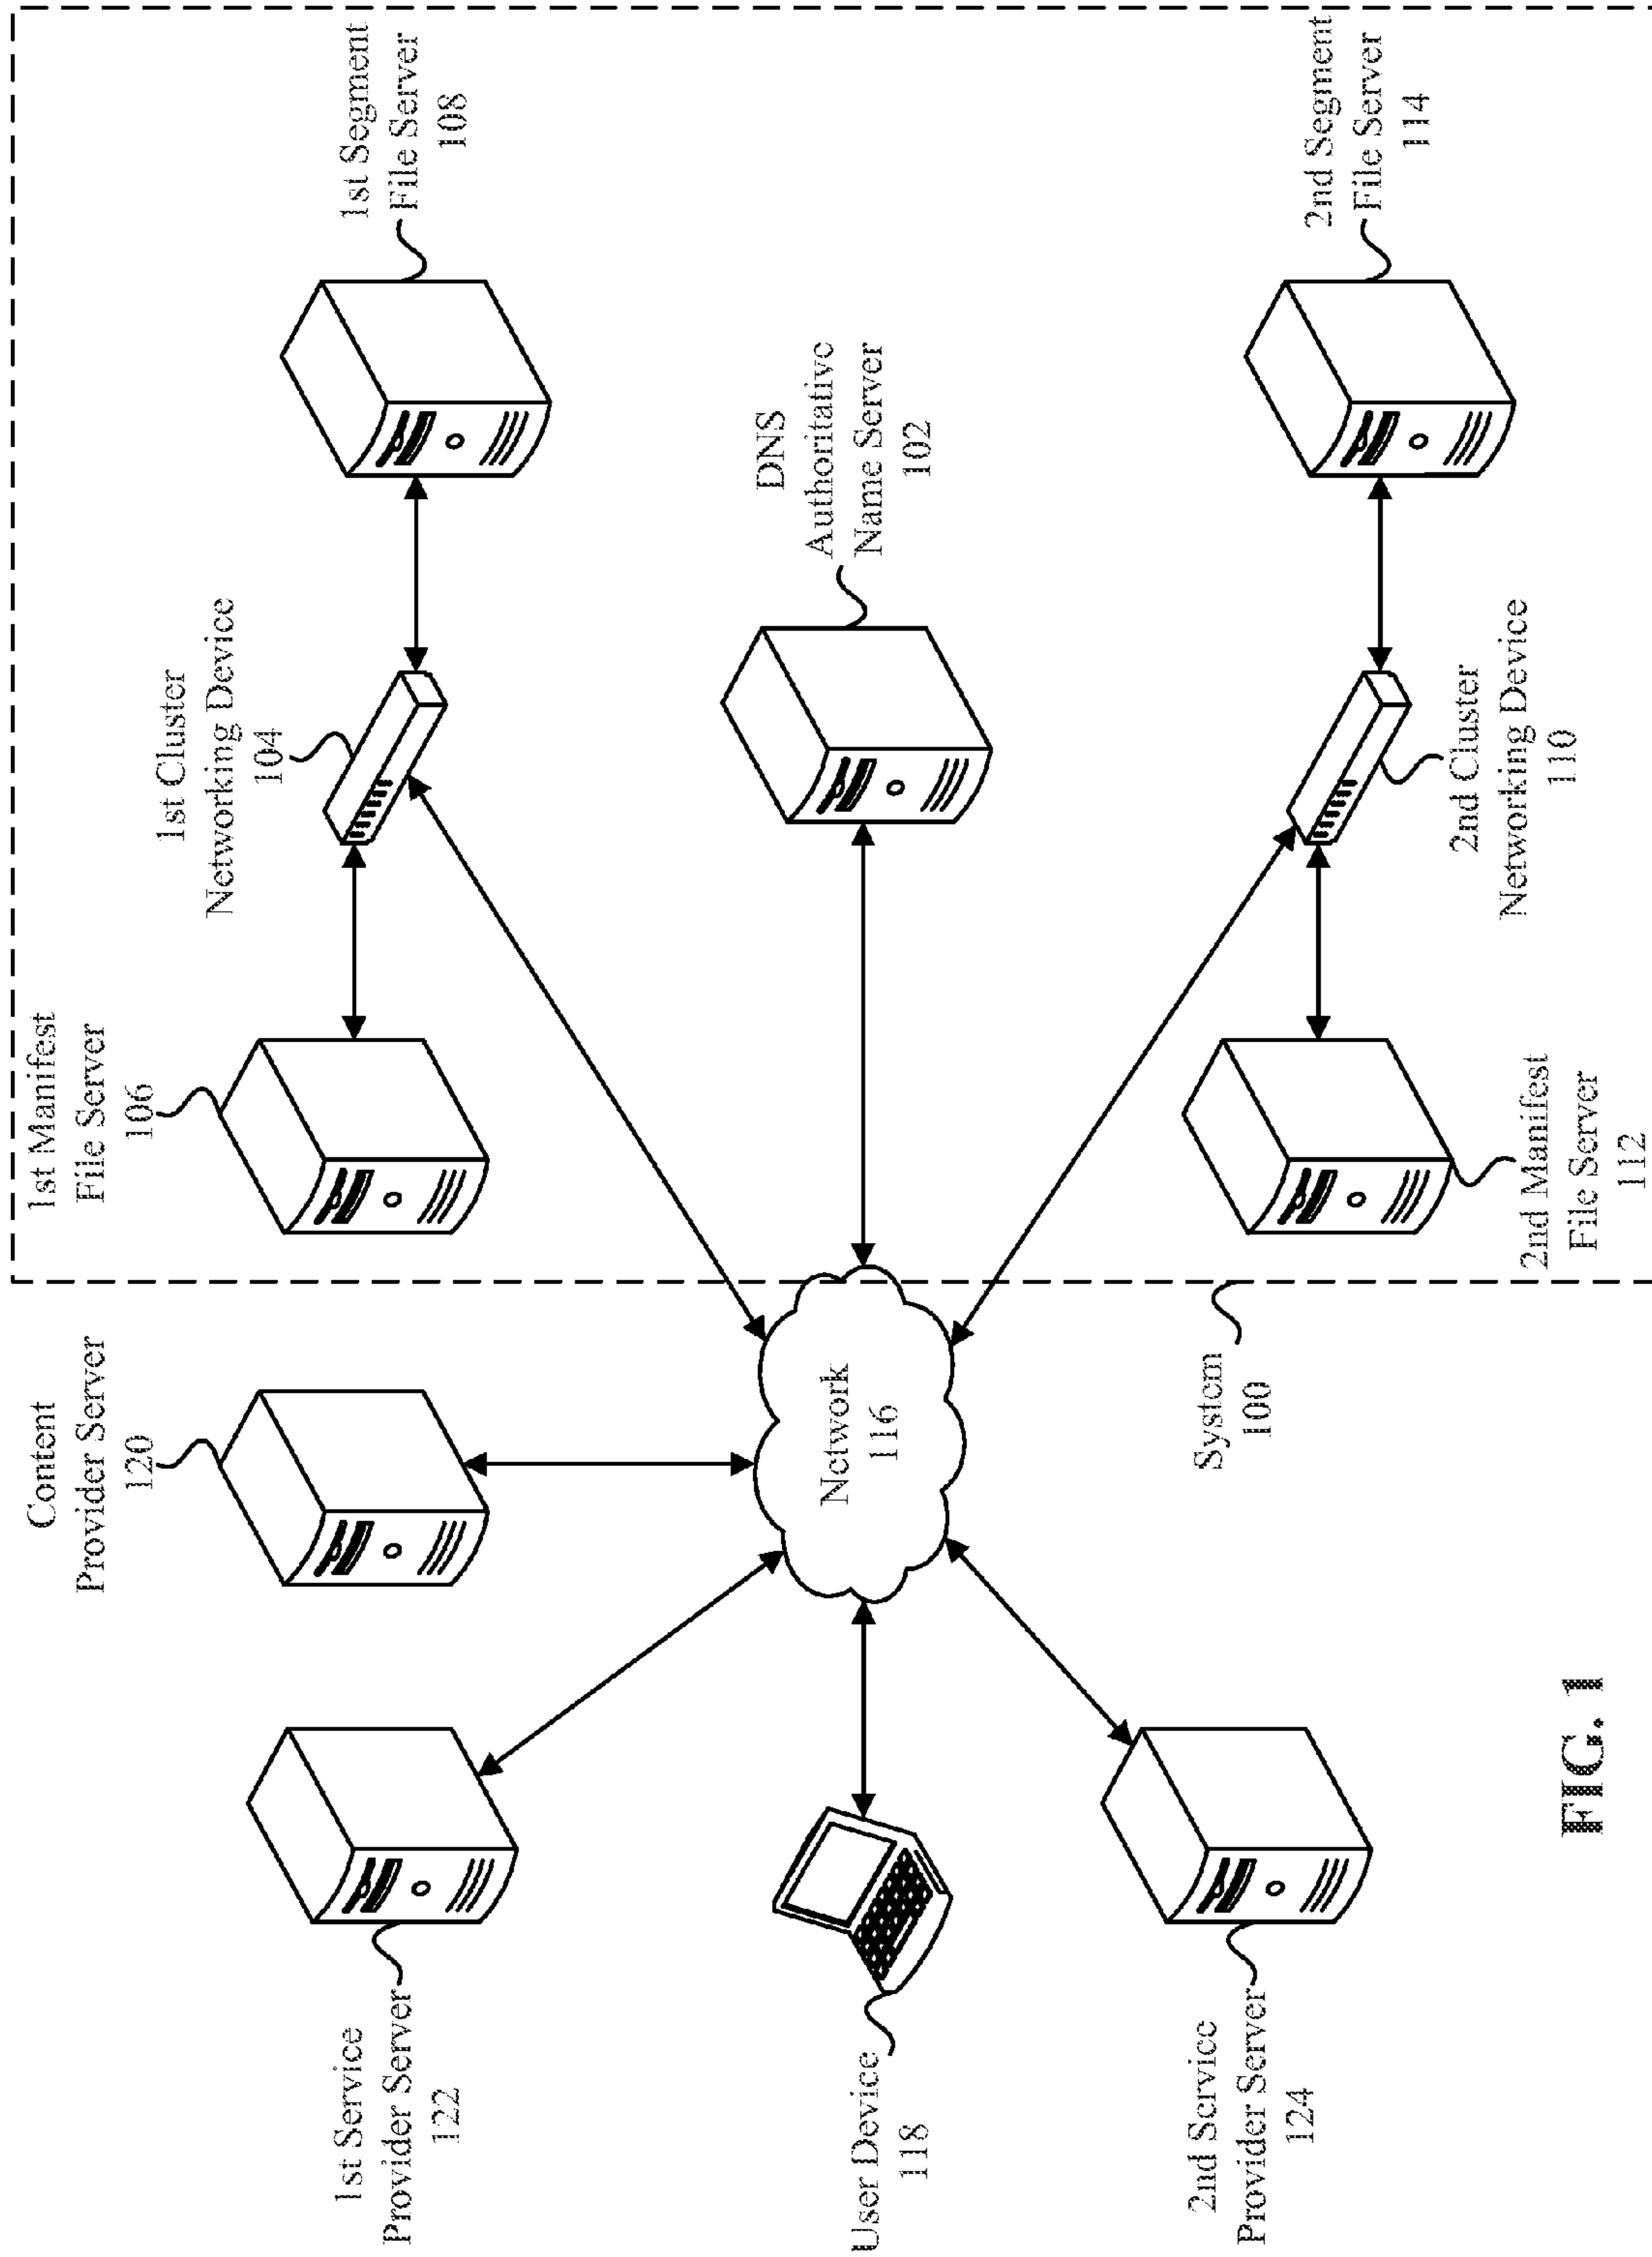 1st Service
Provider Server
122
User Device
118
2nd Service
Provider Server
124
Content
Provider Server
120
Network
116
System
100
1st Manifest
File Server
106
2nd Manifest
File Server
112
1st Cluster
Networking Device
104
DNS
Authoritative
Name Server
102
2nd Cluster
Networking Device
110
1st Segment
File Server
108
2nd Segment
File Server
114
FIG. 1